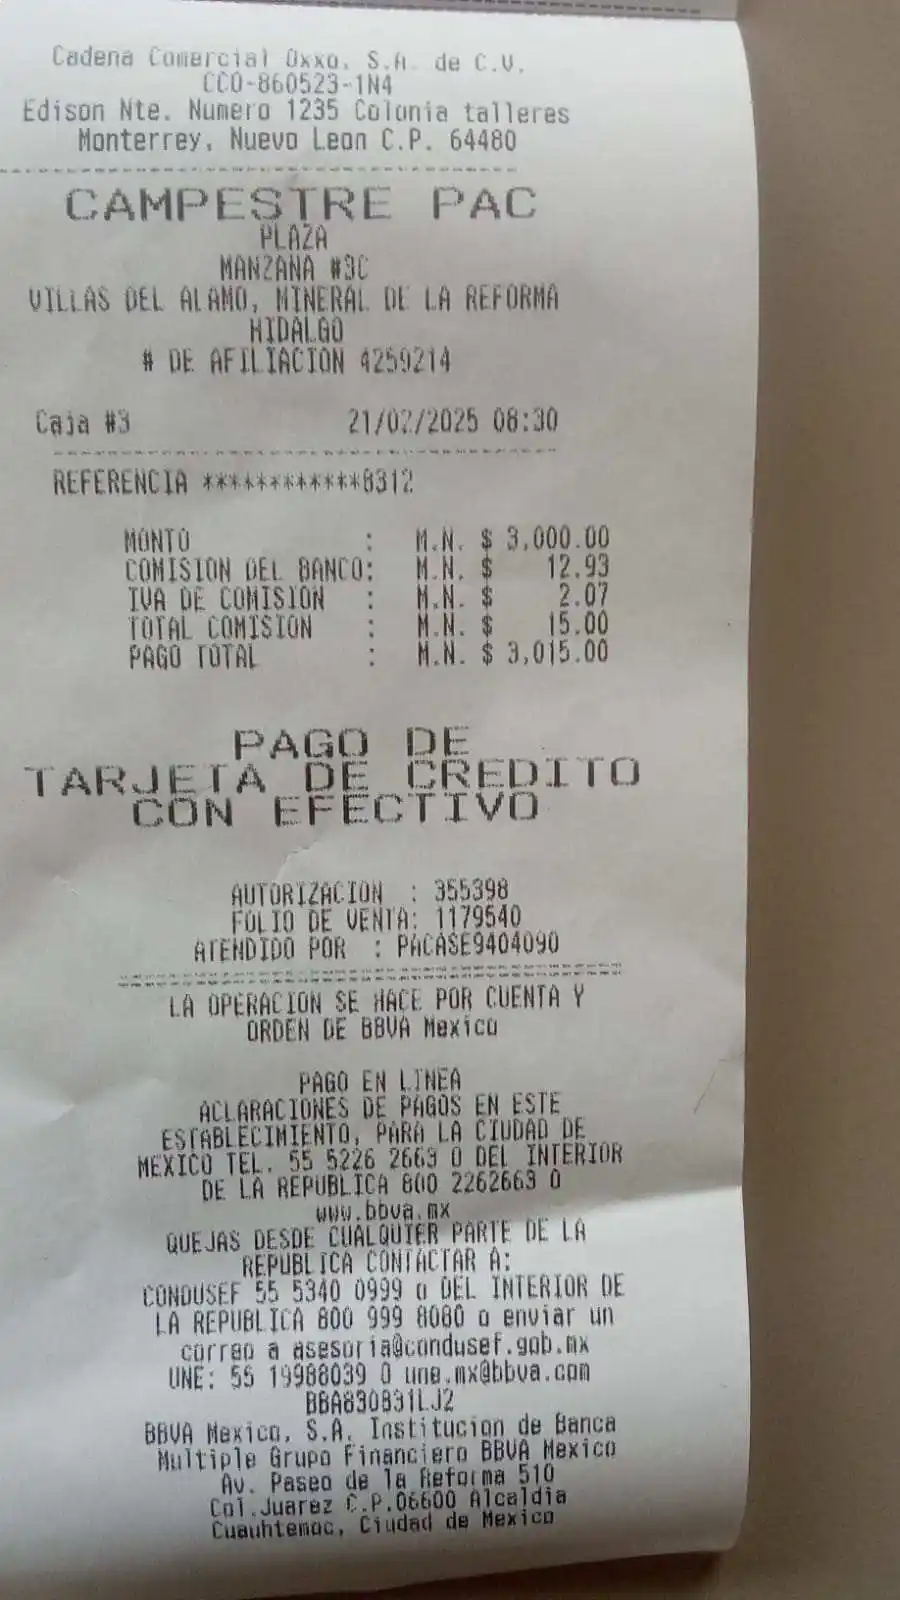 Cadena Comercial Oxxo, S.A. de C.V.
CCO-860523-1N4
Edison Nte. Numero 1235 Colonia talleres
Monterrey, Nuevo Leon C.P. 64480
CAMPESTRE PAC
PLAZA
MANZANA #3C
VILLAS DEL ALAMO, MINERAL DE LA REFORMA
HIDALGO
# DE AFILIACION 4259214
Caja #3 21/02/2025 08:30
REFERENCIA ************8312
MONTO : M.N. $ 3,000.00
COMISION DEL BANCO: M.N. $ 12.93
IVA DE COMISION : M.N. $ 2.07
TOTAL COMISION : M.N. $ 15.00
PAGO TOTAL : M.N. $ 3,015.00
PAGO DE
TARJETA DE CREDITO
CON EFECTIVO
AUTORIZACION : 355398
FOLIO DE VENTA: 1179540
ATENDIDO POR : PACASE9404090
LA OPERACION SE HACE POR CUENTA Y
ORDEN DE BBVA Mexico
PAGO EN LINEA
ACLARACIONES DE PAGOS EN ESTE
ESTABLECIMIENTO, PARA LA CIUDAD DE
MEXICO TEL. 55 5226 2663 O DEL INTERIOR
DE LA REPUBLICA 800 2262663 O
www.bbva.mx
QUEJAS DESDE CUALQUIER PARTE DE LA
REPUBLICA CONTACTAR A:
CONDUSEF 55 5340 0999 o DEL INTERIOR DE
LA REPUBLICA 800 999 8080 o enviar un
correo a asesoria@condusef.gob.mx
UNE: 55 19988039 O une.mx@bbva.com
BBA830831LJ2
BBVA Mexico, S.A. Institucion de Banca
Multiple Grupo Financiero BBVA Mexico
Av. Paseo de la Reforma 510
Col.Juarez C.P.06600 Alcaldia
Cuauhtemoc, Ciudad de Mexico